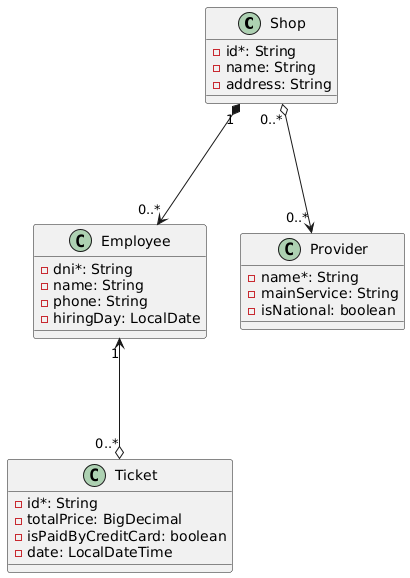 C Shop
id*: String
name: String
address: String
1
0..*
0..*
0..*
C Employee
dni*: String
name: String
phone: String
hiringDay: LocalDate
C Provider
name*: String
mainService: String
isNational: boolean
1
0..*
C Ticket
id*: String
totalPrice: BigDecimal
isPaidByCreditCard: boolean
date: LocalDateTime